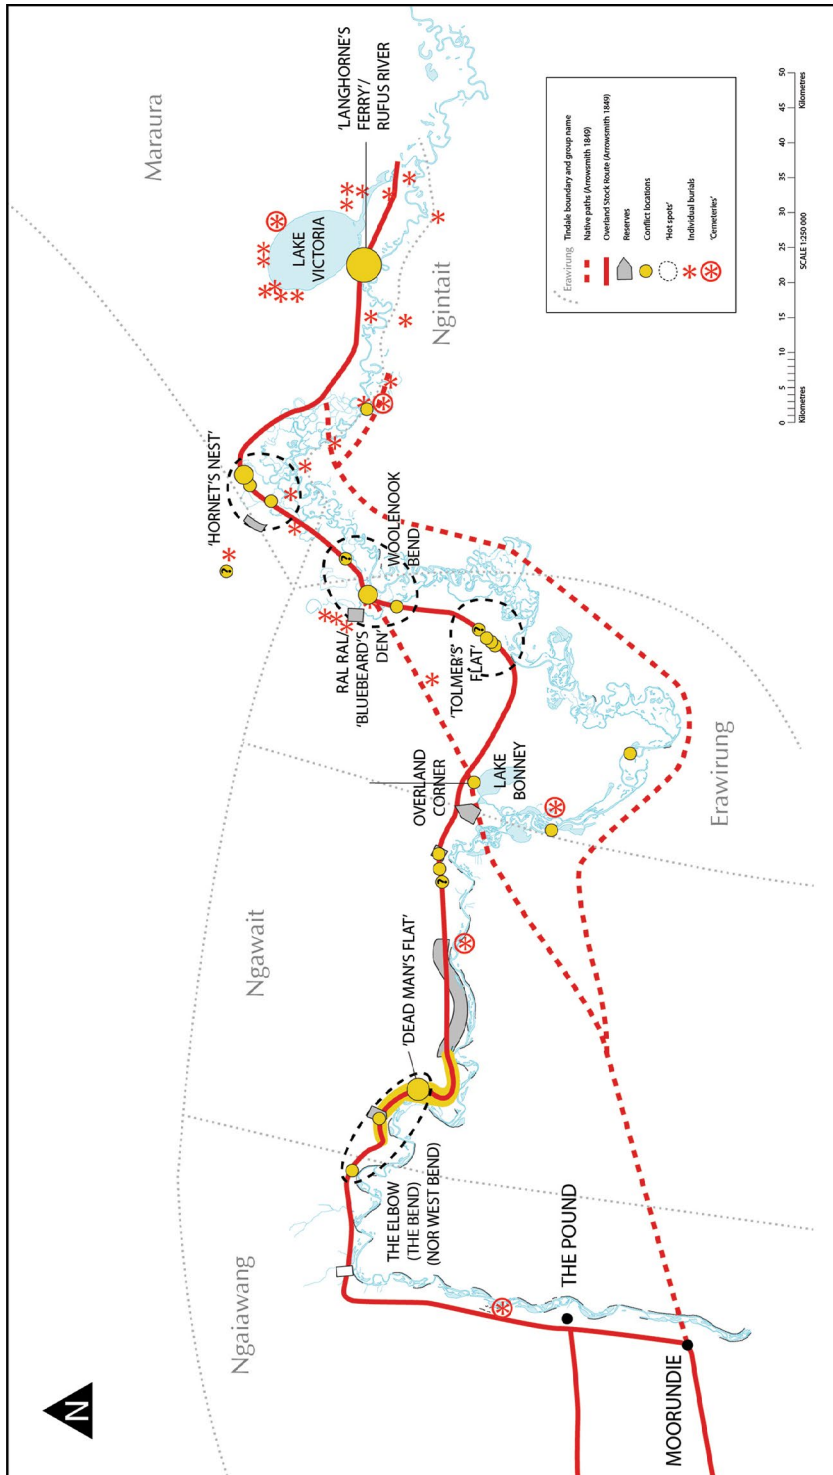 N
Maraura
'LANGHORNE'S
FERRY'/
RUFUS RIVER
LAKE
VICTORIA
Ngintait
'HORNET'S NEST'
?
?
WOOLENOOK
BEND
RAL RAL/
'BLUEBEARD'S
DEN'
'TOLMER'S
FLAT'
?
OVERLAND
CORNER
LAKE
BONNEY
Erawirung
?
Ngawait
'DEAD MAN'S FLAT'
THE ELBOW
(THE BEND)
(NOR WEST BEND)
Ngaiawang
THE POUND
MOORUNDIE
Erawirung Tindale boundary and group name
Native paths (Arrowsmith 1849)
Overland Stock Route (Arrowsmith 1849)
Reserves
Conflict locations
'Hot spots'
Individual burials
'Cemeteries'
0 5 10 15 20 25 30 35 40 45 50
Kilometres Kilometres
SCALE 1:250 000